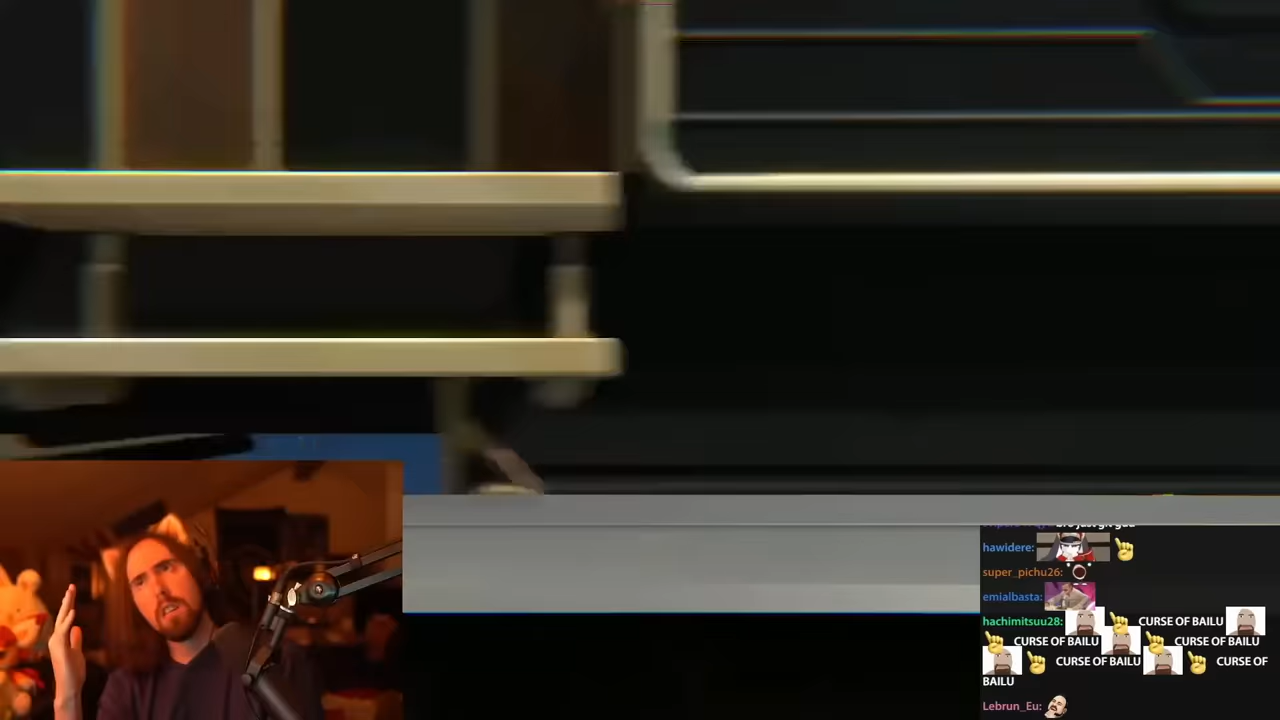 hawidere:
super_pichu26:
emialbasta:
hachimitsuu28: CURSE OF BAILU
CURSE OF BAILU CURSE OF BAILU
CURSE OF BAILU CURSE OF
BAILU
Lebrun_Eu: